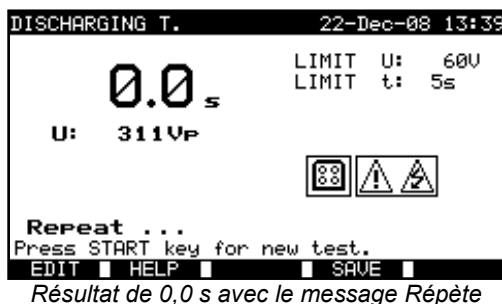 DISCHARGING T. 22-Dec-08 13:39
LIMIT U: 60V
0.0 s
LIMIT t: 5s
U: 311Vp
Repeat ...
Press START key for new test.
EDIT HELP SAVE
Résultat de 0,0 s avec le message Répète